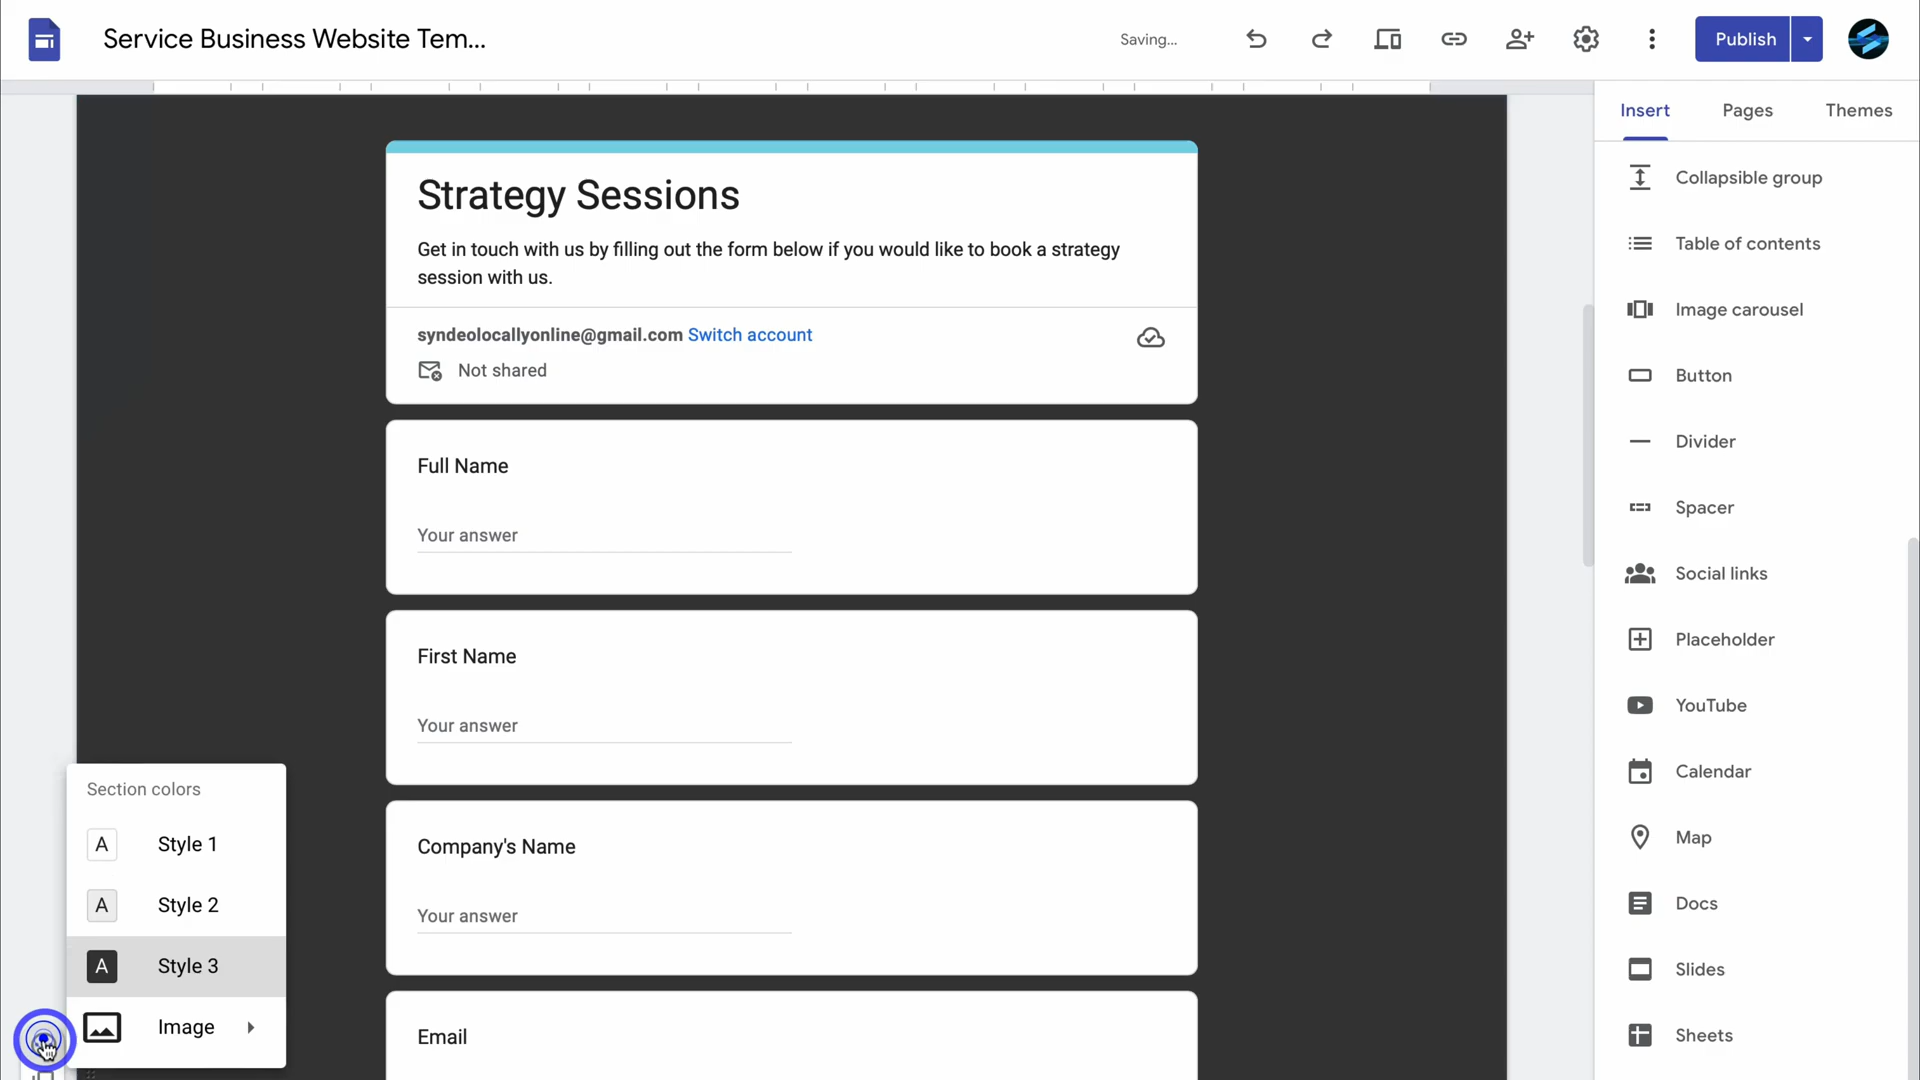 Service Business Website Tem...
Saving...
Publish
Insert
Pages
Themes
Strategy Sessions
Get in touch with us by filling out the form below if you would like to book a strategy
session with us.
syndeolocallyonline@gmail.com Switch account
Not shared
Full Name
Your answer
First Name
Your answer
Company's Name
Your answer
Email
Section colors
A Style 1
A Style 2
A Style 3
Image
Collapsible group
Table of contents
Image carousel
Button
Divider
Spacer
Social links
Placeholder
YouTube
Calendar
Map
Docs
Slides
Sheets